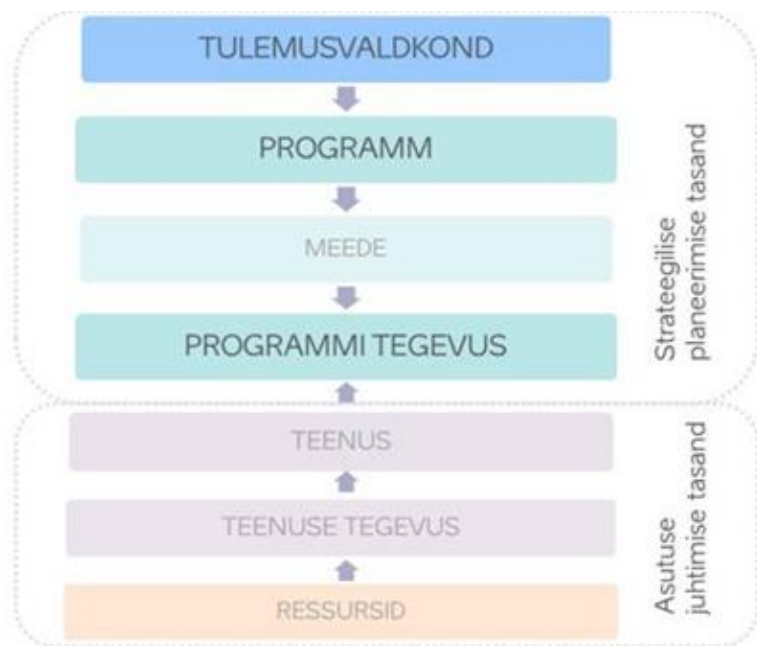 TULEMUSVALDKOND
PROGRAMM
MEEDE
PROGRAMMI TEGEVUS
Strateegilise
planeerimise tasand
TEENUS
TEENUSE TEGEVUS
RESSURSID
Asutuse
juhtimise tasand